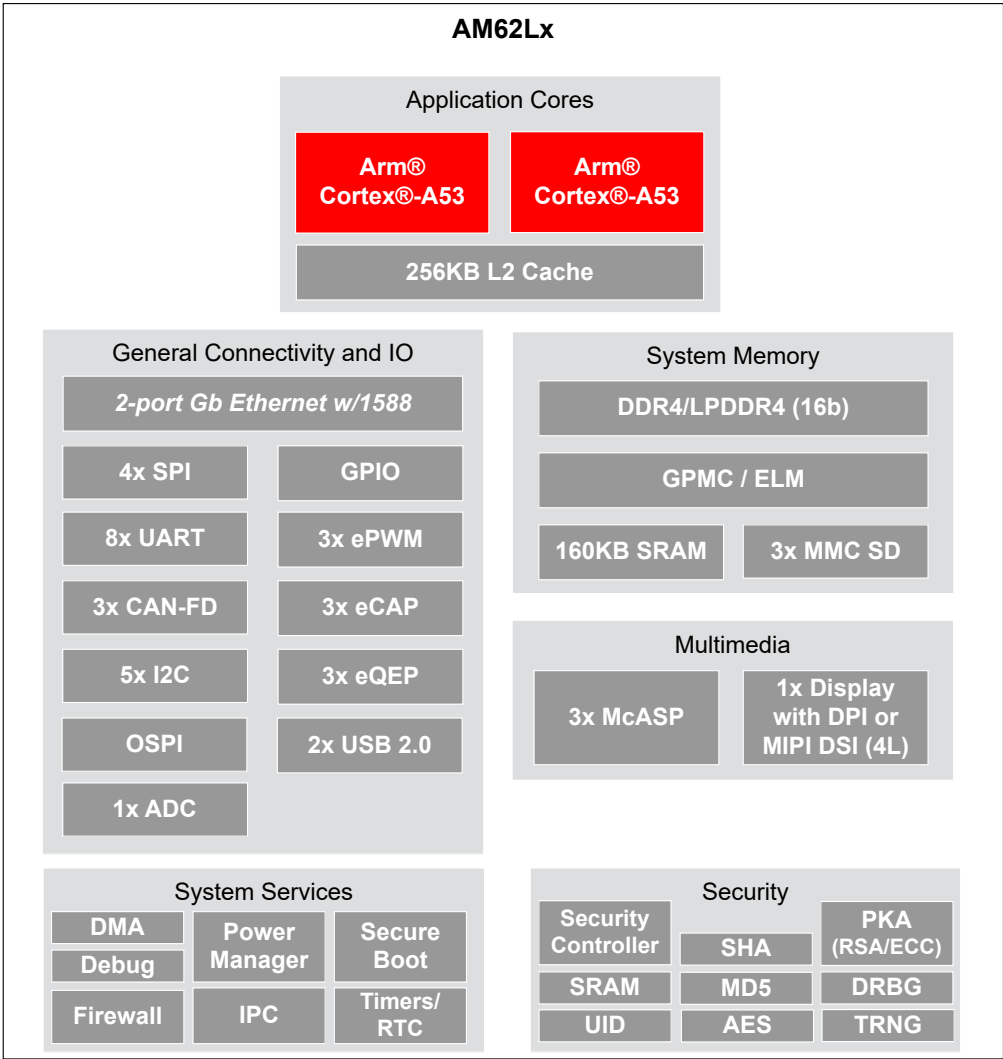 AM62Lx
Application Cores
Arm®
Cortex®-A53
Arm®
Cortex®-A53
256KB L2 Cache
General Connectivity and IO
2-port Gb Ethernet w/1588
4x SPI
GPIO
8x UART
3x ePWM
3x CAN-FD
3x eCAP
5x I2C
3x eQEP
OSPI
2x USB 2.0
1x ADC
System Memory
DDR4/LPDDR4 (16b)
GPMC / ELM
160KB SRAM
3x MMC SD
Multimedia
3x McASP
1x Display
with DPI or
MIPI DSI (4L)
System Services
DMA
Debug
Power
Manager
Secure
Boot
Firewall
IPC
Timers/
RTC
Security
Security
Controller
SHA
PKA
(RSA/ECC)
SRAM
MD5
DRBG
UID
AES
TRNG